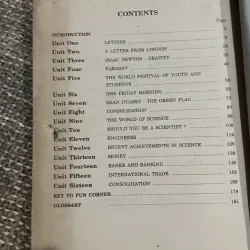 CONTENTS
Page
INTRODUCTION
Unit One LETTERS
Unit Two A LETTER FROM LONDON
Unit Three ISAAC NEWTON - GRAVITY
Unit Four FARADAY
Unit Five THE WORLD FESTIVAL OF YOUTH AND
STUDENTS
Unit Six ONE FRIDAY MORNING
Unit Seven SEAN O'CASEY - THE GREEN FLAG
Unit Eight CONSOLIDATION
Unit Nine THE WORLD OF SCIENCE
Unit Ten SHOULD YOU BE A SCIENTIST ?
Unit Eleven ENGINEERS
Unit Twelve RECENT ACHIEVEMENTS IN SCIENCE
Unit Thirteen MONEY
Unit Fourteen BANKS AND BANKING
Unit Fifteen INTERNATIONAL TRADE
Unit Sixteen CONSOLIDATION
KEY TO FUN CORNER
GLOSSARY 181